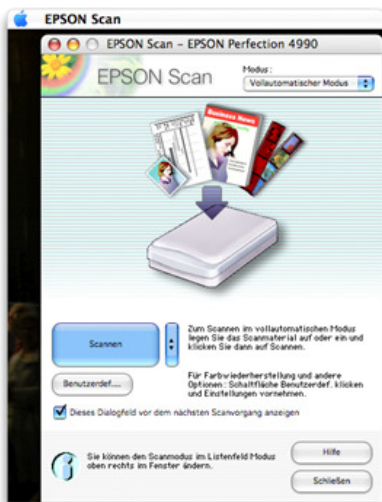 EPSON Scan
EPSON Scan - EPSON Perfection 4990
EPSON Scan
Modus:
Vollautomatischer Modus
Business News
Scannen
Zum Scannen im vollautomatischen Modus
legen Sie das Scanmaterial auf oder ein und
klicken Sie dann auf Scannen.
Benutzerdef....
Für Farbwiederherstellung und andere
Optionen: Schaltfläche Benutzerdef. klicken
und Einstellungen vornehmen.
Dieses Dialogfeld vor dem nächsten Scanvorgang anzeigen
Sie können den Scanmodus im Listenfeld Modus
oben rechts im Fenster ändern.
Hilfe
Schließen